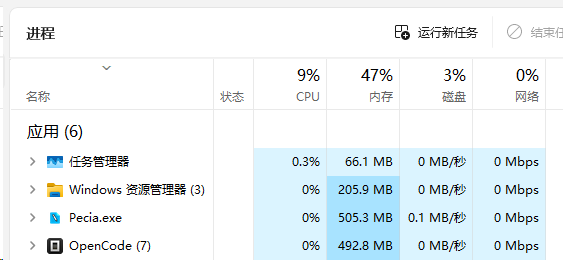 进程
运行新任务
结束任
9% 47% 3% 0%
名称 状态 CPU 内存 磁盘 网络
应用 (6)
任务管理器 0.3% 66.1 MB 0 MB/秒 0 Mbps
Windows 资源管理器 (3) 0% 205.9 MB 0 MB/秒 0 Mbps
Pecia.exe 0% 505.3 MB 0.1 MB/秒 0 Mbps
OpenCode (7) 0% 492.8 MB 0 MB/秒 0 Mbps